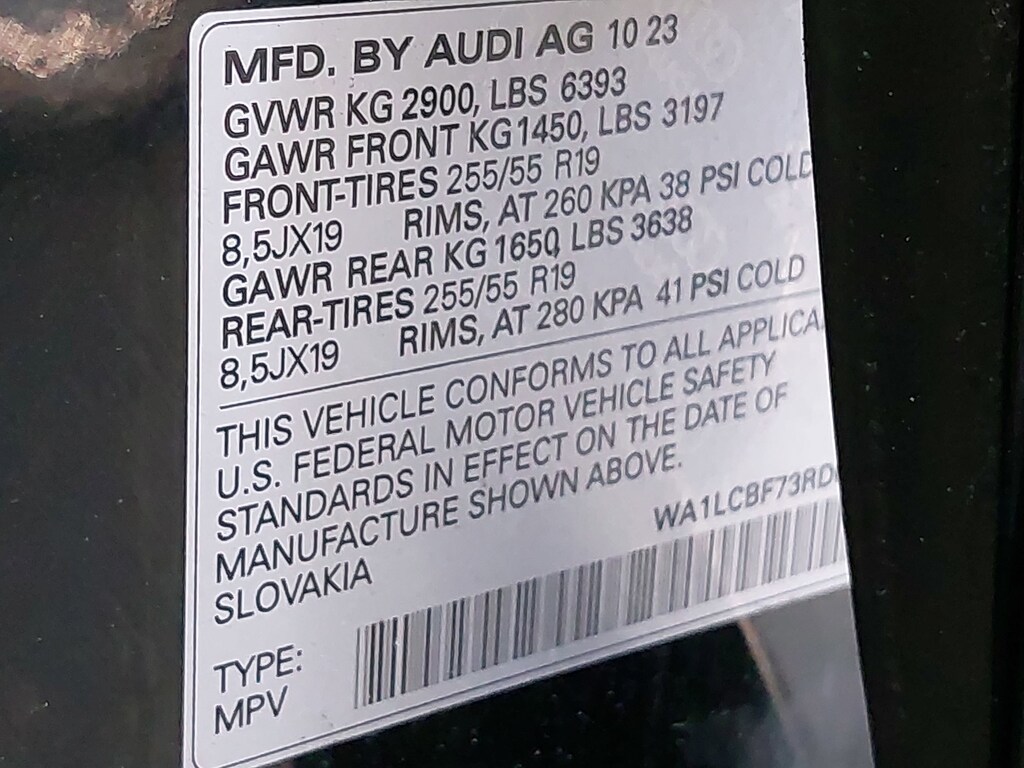 MFD. BY AUDI AG 10 23
GVWR KG 2900, LBS 6393
GAWR FRONT KG1450, LBS 3197
FRONT-TIRES 255/55 R19
8,5JX19 RIMS, AT 260 KPA 38 PSI COLD
GAWR REAR KG 1650, LBS 3638
REAR-TIRES 255/55 R19
8,5JX19 RIMS, AT 280 KPA 41 PSI COLD
THIS VEHICLE CONFORMS TO ALL APPLICA
U.S. FEDERAL MOTOR VEHICLE SAFETY
STANDARDS IN EFFECT ON THE DATE OF
MANUFACTURE SHOWN ABOVE.
SLOVAKIA
WA1LCBF73RD
TYPE:
MPV